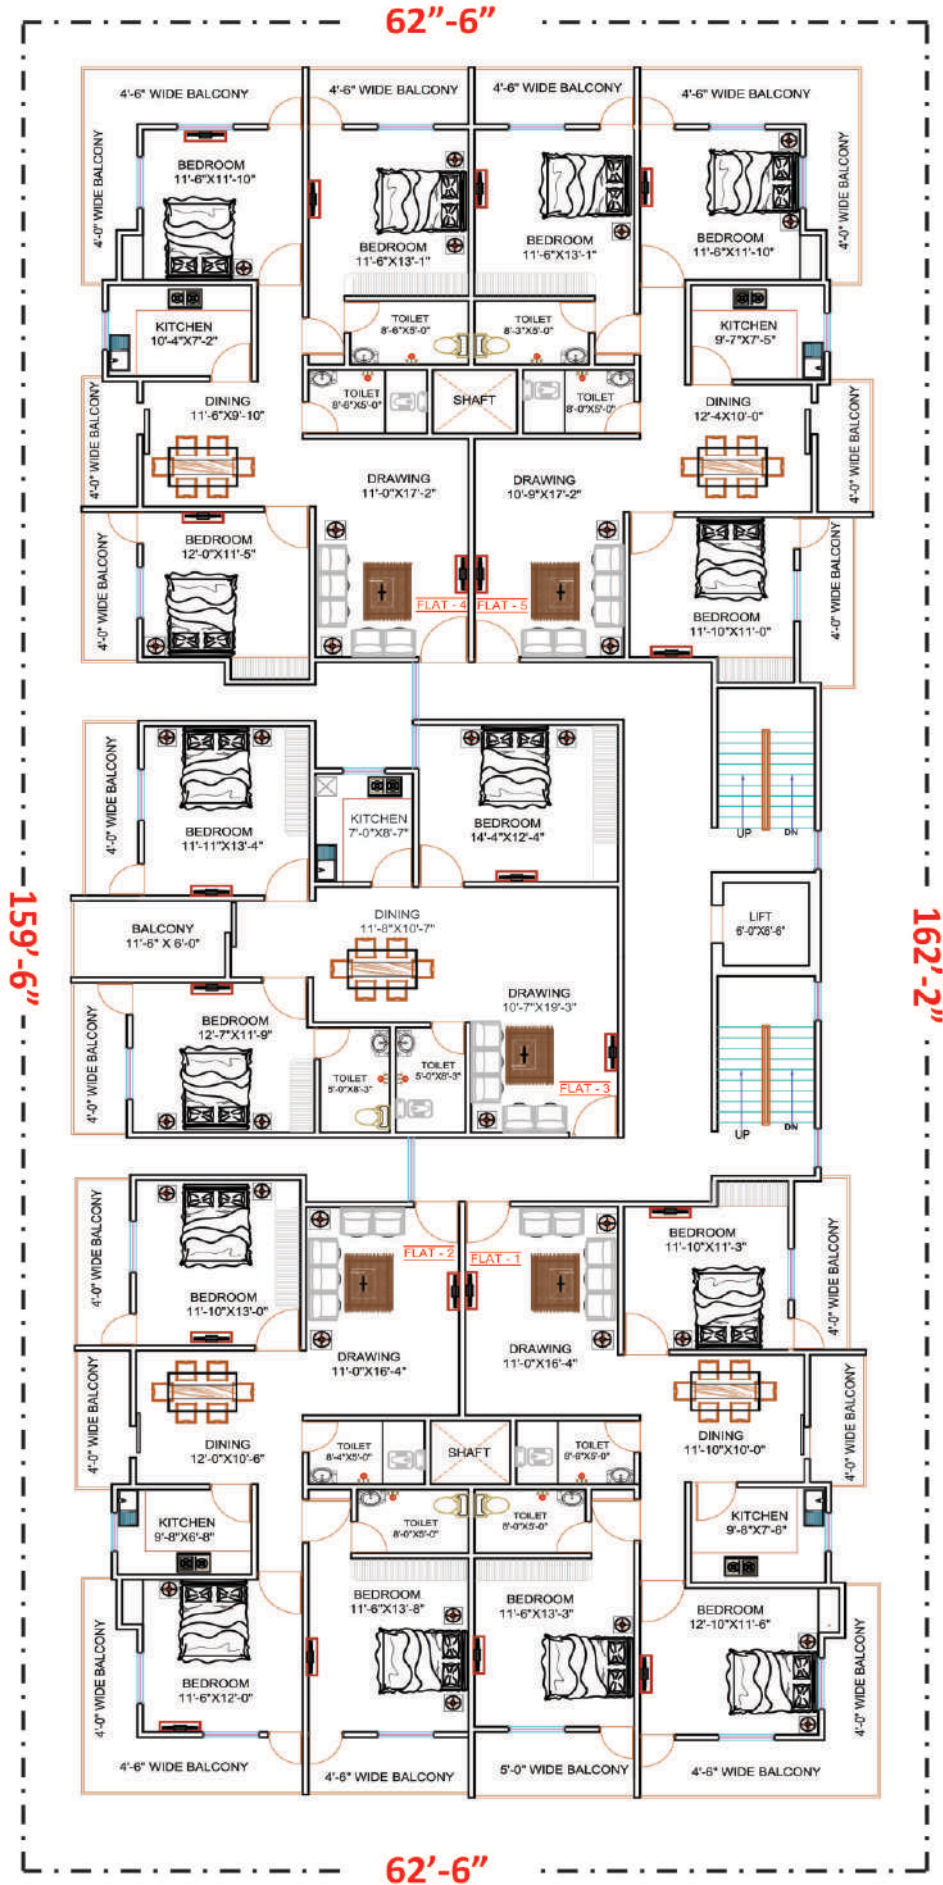 62”-6”
4'-6" WIDE BALCONY
4'-6" WIDE BALCONY
4'-6" WIDE BALCONY
4'-6" WIDE BALCONY
4'-0" WIDE BALCONY
BEDROOM
11'-6"X11'-10"
BEDROOM
11'-6"X13'-1"
BEDROOM
11'-6"X13'-1"
BEDROOM
11'-6"X11'-10"
4'-0" WIDE BALCONY
KITCHEN
10'-4"X7'-2"
TOILET
8'-6"X5'-0"
TOILET
8'-3"X5'-0"
KITCHEN
9'-7"X7'-5"
4'-0" WIDE BALCONY
DINING
11'-6"X9'-10"
TOILET
8'-6"X5'-0"
SHAFT
TOILET
8'-0"X5'-0"
DINING
12'-4X10'-0"
4'-0" WIDE BALCONY
DRAWING
11'-0"X17'-2"
DRAWING
10'-9"X17'-2"
4'-0" WIDE BALCONY
BEDROOM
12'-0"X11'-5"
FLAT - 4
FLAT - 5
BEDROOM
11'-10"X11'-0"
4'-0" WIDE BALCONY
4'-0" WIDE BALCONY
BEDROOM
11'-11"X13'-4"
KITCHEN
7'-0"X8'-7"
BEDROOM
14'-4"X12'-4"
UP
DN
BALCONY
11'-6" X 6'-0"
DINING
11'-8"X10'-7"
LIFT
6'-0"X6'-6"
159’-6”
162’-2”
4'-0" WIDE BALCONY
BEDROOM
12'-7"X11'-9"
DRAWING
10'-7"X19'-3"
TOILET
5'-0"X8'-3"
TOILET
5'-0"X8'-3"
FLAT - 3
UP
DN
4'-0" WIDE BALCONY
BEDROOM
11'-10"X13'-0"
FLAT - 2
FLAT - 1
BEDROOM
11'-10"X11'-3"
4'-0" WIDE BALCONY
DRAWING
11'-0"X16'-4"
DRAWING
11'-0"X16'-4"
4'-0" WIDE BALCONY
DINING
12'-0"X10'-6"
TOILET
8'-4"X5'-0"
SHAFT
TOILET
DINING
11'-10"X10'-0"
4'-0" WIDE BALCONY
KITCHEN
9'-8"X6'-8"
TOILET
8'-0"X5'-0"
TOILET
8'-0"X5'-0"
KITCHEN
9'-8"X7'-6"
4'-0" WIDE BALCONY
BEDROOM
11'-6"X12'-0"
BEDROOM
11'-6"X13'-8"
BEDROOM
11'-6"X13'-3"
BEDROOM
12'-10"X11'-6"
4'-0" WIDE BALCONY
4'-6" WIDE BALCONY
4'-6" WIDE BALCONY
5'-0" WIDE BALCONY
4'-6" WIDE BALCONY
62’-6”